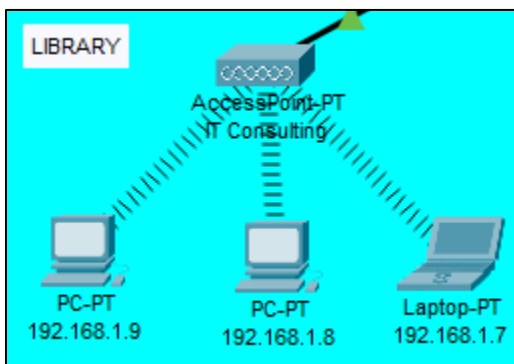 LIBRARY
AccessPoint-PT
IT Consulting
PC-PT
192.168.1.9
PC-PT
192.168.1.8
Laptop-PT
192.168.1.7